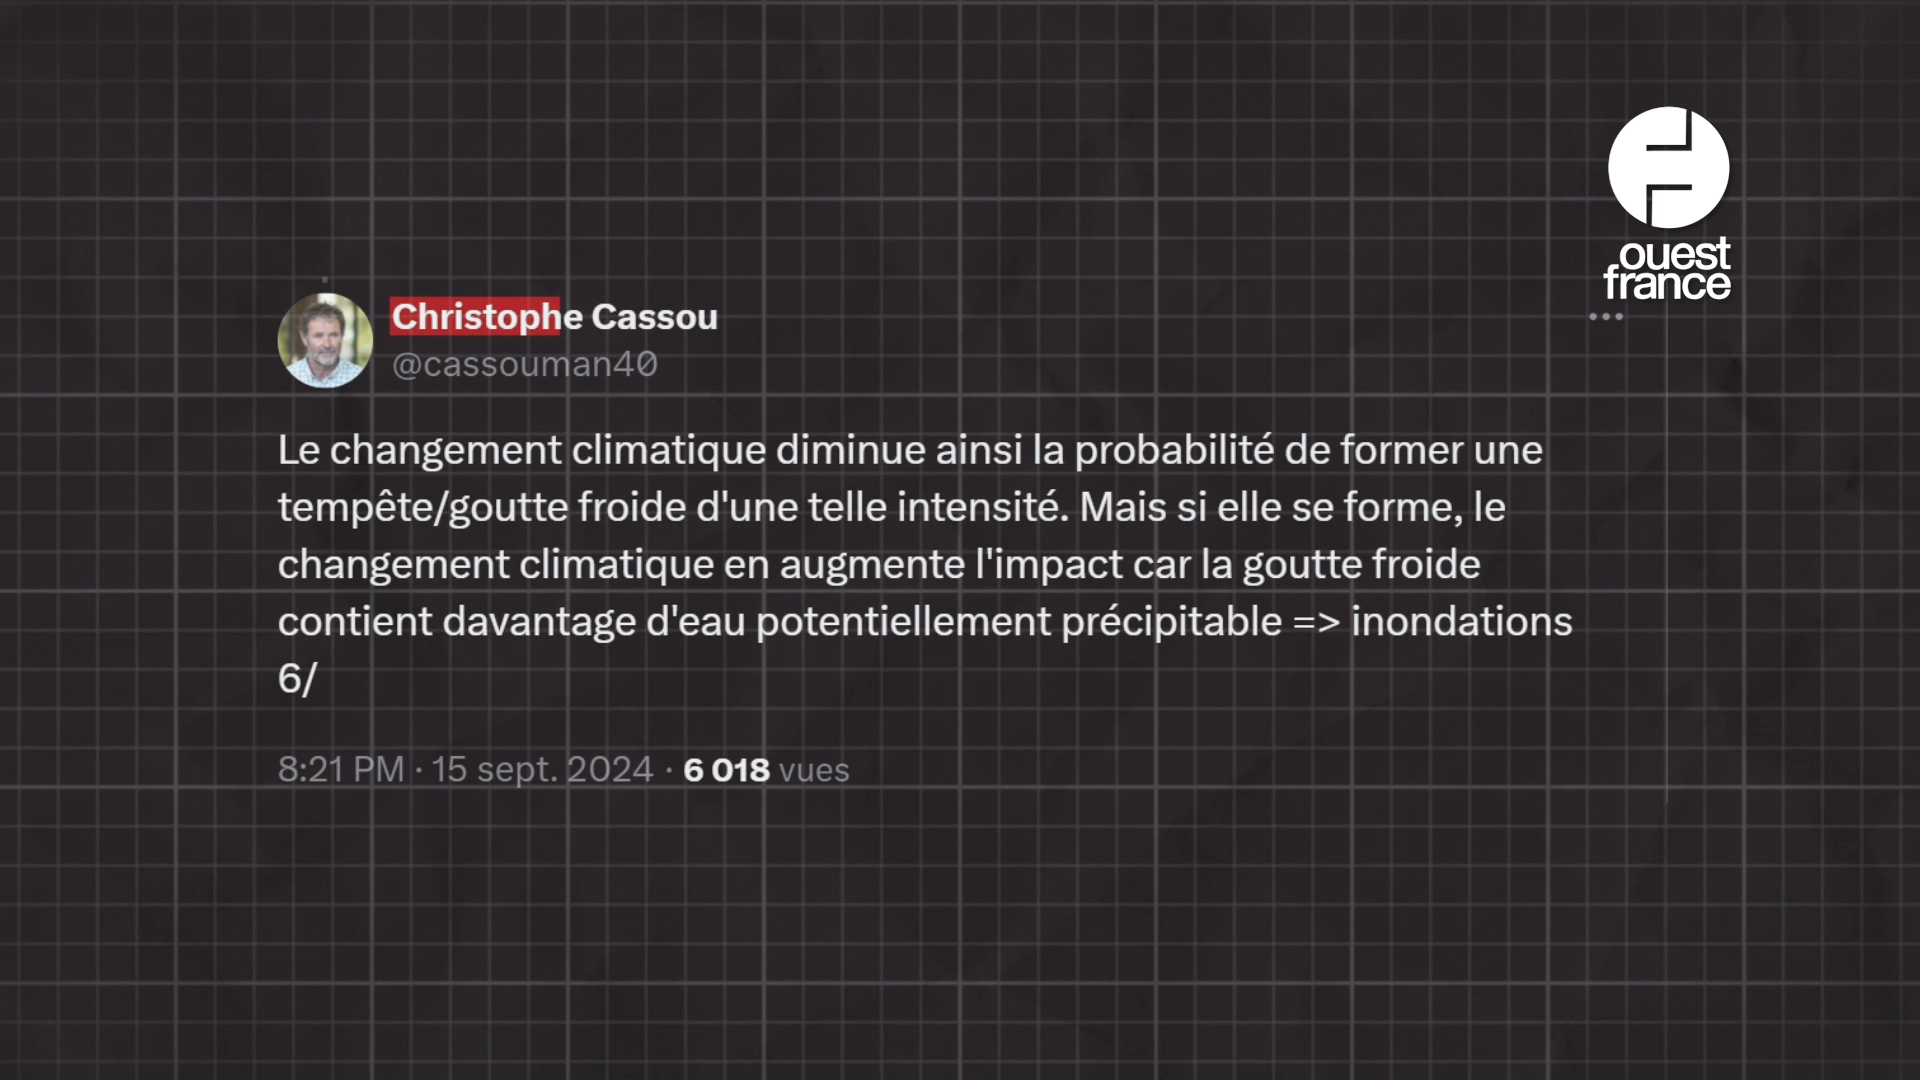 ouest
france
Christophe Cassou
@cassouman40
Le changement climatique diminue ainsi la probabilité de former une
tempête/goutte froide d'une telle intensité. Mais si elle se forme, le
changement climatique en augmente l'impact car la goutte froide
contient davantage d'eau potentiellement précipitable => inondations
6/
8:21 PM · 15 sept. 2024 · 6 018 vues